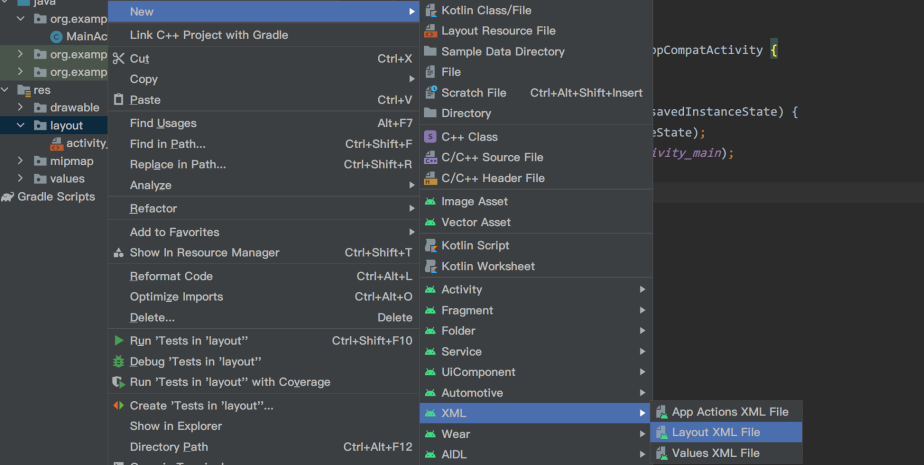 java
org.examp
MainAc
org.examp
org.examp
res
drawable
layout
activity_
mipmap
values
Gradle Scripts
New
Link C++ Project with Gradle
Cut Ctrl+X
Copy
Paste Ctrl+V
Find Usages Alt+F7
Find in Path... Ctrl+Shift+F
Replace in Path... Ctrl+Shift+R
Analyze
Refactor
Add to Favorites
Show In Resource Manager Ctrl+Shift+T
Reformat Code Ctrl+Alt+L
Optimize Imports Ctrl+Alt+O
Delete... Delete
Run 'Tests in 'layout'' Ctrl+Shift+F10
Debug 'Tests in 'layout''
Run 'Tests in 'layout'' with Coverage
Create 'Tests in 'layout''...
Show in Explorer
Directory Path Ctrl+Alt+F12
Kotlin Class/File
Layout Resource File
Sample Data Directory
File
Scratch File Ctrl+Alt+Shift+Insert
Directory
C++ Class
C/C++ Source File
C/C++ Header File
Image Asset
Vector Asset
Kotlin Script
Kotlin Worksheet
Activity
Fragment
Folder
Service
UiComponent
Automotive
XML
Wear
AIDL
App Actions XML File
Layout XML File
Values XML File
ppCompatActivity {
savedInstanceState) {
eState);
ivity_main);